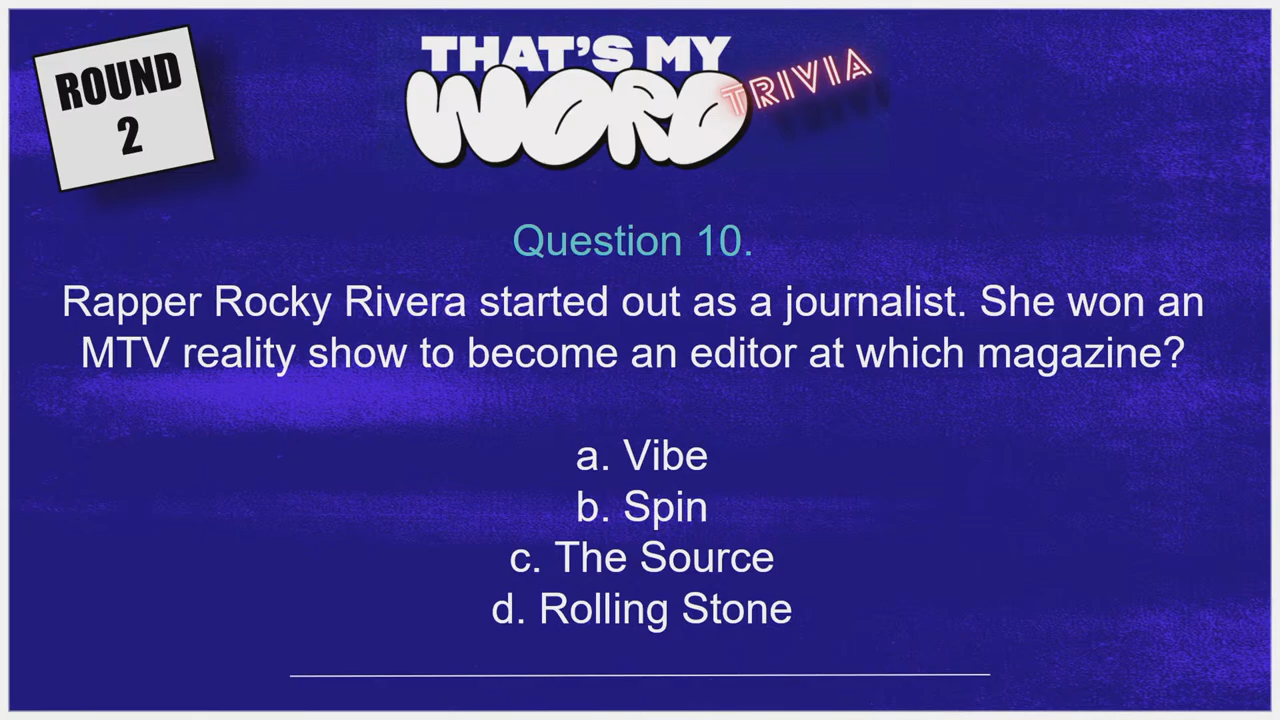 ROUND
2
THAT'S MY
WORD
TRIVIA
Question 10.
Rapper Rocky Rivera started out as a journalist. She won an
MTV reality show to become an editor at which magazine?
a. Vibe
b. Spin
c. The Source
d. Rolling Stone